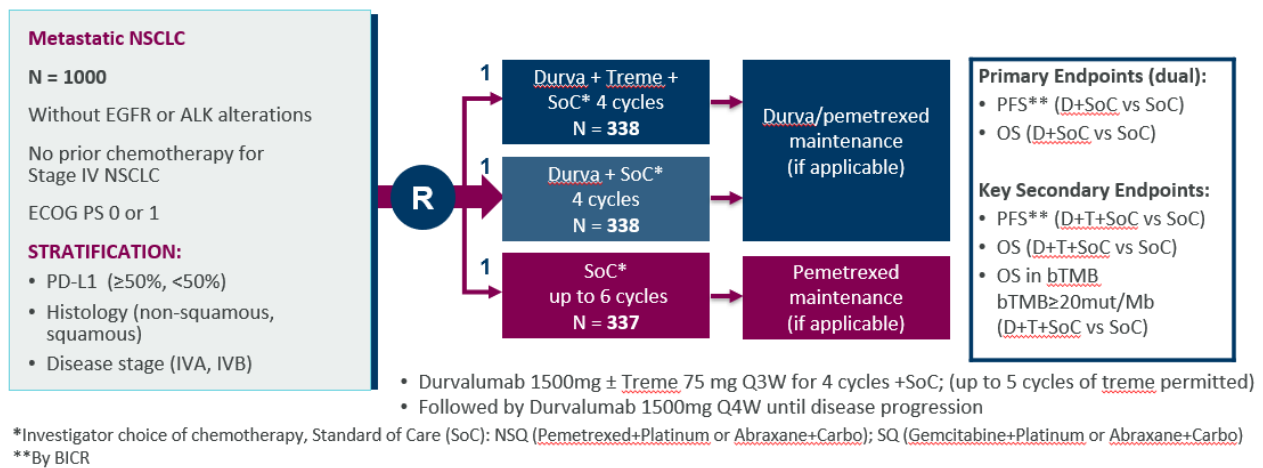 Metastatic NSCLC
N = 1000
Without EGFR or ALK alterations
No prior chemotherapy for
Stage IV NSCLC
ECOG PS 0 or 1
STRATIFICATION:
• PD-L1 (≥50%, <50%)
• Histology (non-squamous,
squamous)
• Disease stage (IVA, IVB)
R
1
Durva + Treme +
SoC* 4 cycles
N = 338
1
Durva + SoC*
4 cycles
N = 338
1
SoC*
up to 6 cycles
N = 337
Durva/pemetrexed
maintenance
(if applicable)
Pemetrexed
maintenance
(if applicable)
Primary Endpoints (dual):
• PFS** (D+SoC vs SoC)
• OS (D+SoC vs SoC)
Key Secondary Endpoints:
• PFS** (D+T+SoC vs SoC)
• OS (D+T+SoC vs SoC)
• OS in bTMB
bTMB≥20mut/Mb
(D+T+SoC vs SoC)
• Durvalumab 1500mg ± Treme 75 mg Q3W for 4 cycles +SoC; (up to 5 cycles of treme permitted)
• Followed by Durvalumab 1500mg Q4W until disease progression
*Investigator choice of chemotherapy, Standard of Care (SoC): NSQ (Pemetrexed+Platinum or Abraxane+Carbo); SQ (Gemcitabine+Platinum or Abraxane+Carbo)
**By BICR